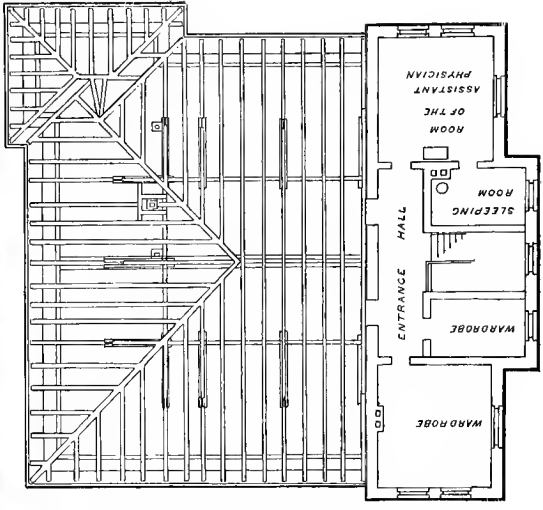 ROOM
OF THE
ASSISTANT
PHYSICIAN
SLEEPING
ROOM
ENTRANCE HALL
WARDROBE
WARDROBE